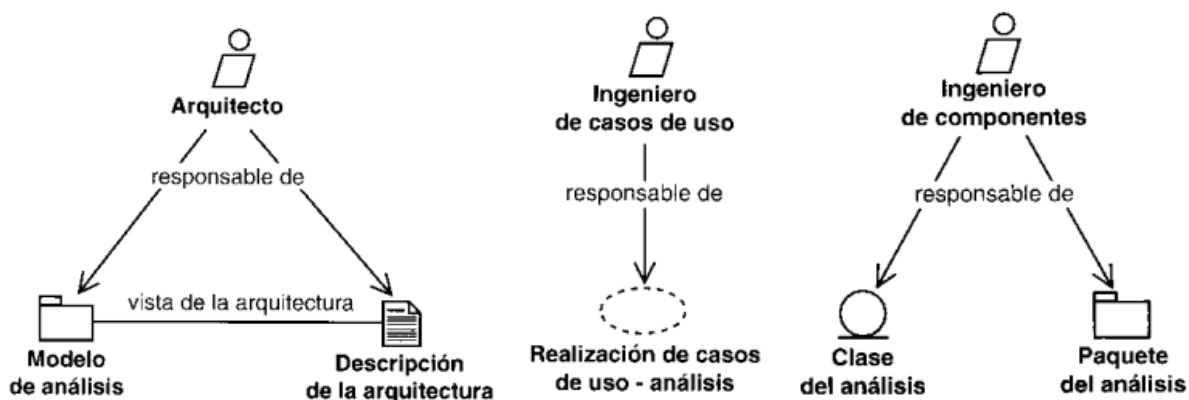 Arquitecto
responsable de
vista de la arquitectura
Modelo
de análisis
Descripción
de la arquitectura
Ingeniero
de casos de uso
responsable de
Realización de casos
de uso - análisis
Ingeniero
de componentes
responsable de
Clase
del análisis
Paquete
del análisis